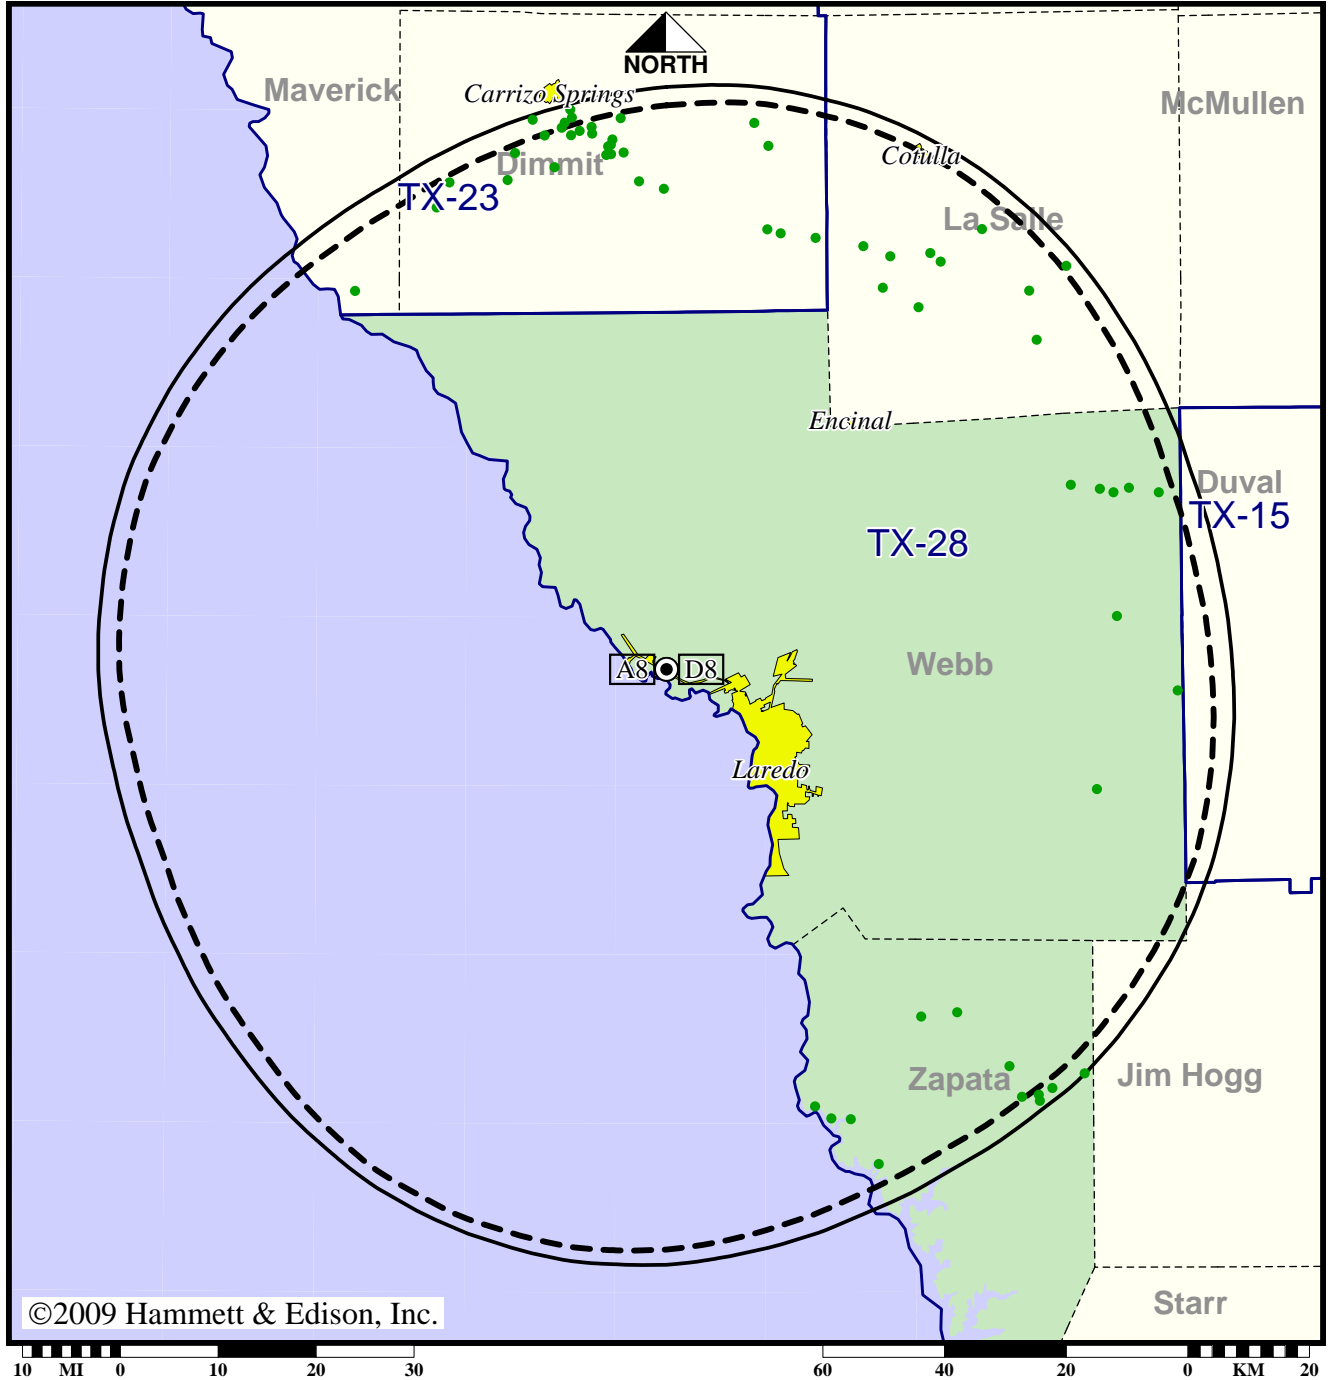 NORTH
Maverick
Carrizo Springs
McMullen
Cotulla
Dimmit
TX-23
La Salle
Encinal
Duval
TX-15
TX-28
Webb
A8
D8
Laredo
Zapata
Jim Hogg
Starr
©2009 Hammett & Edison, Inc.
10 MI 0 10 20 30
60 40 20 0 KM 20